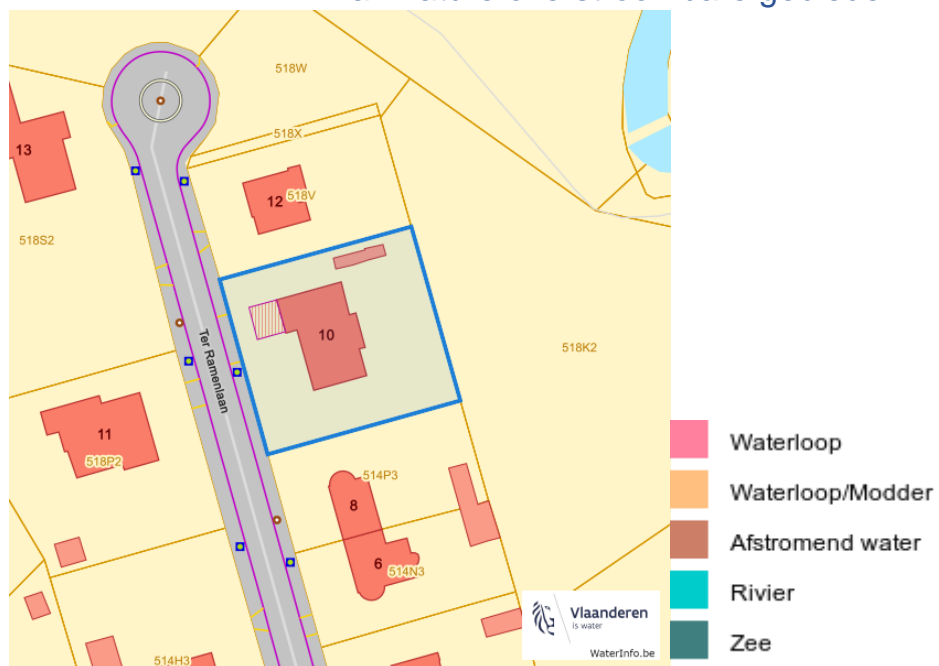 518W
518X
13
12
518V
518S2
10
Ter Ramenlaan
518K2
11
518P2
514P3
8
6
514N3
514H3
Vlaanderen
is water
WaterInfo.be
Waterloop
Waterloop/Modder
Afstromend water
Rivier
Zee